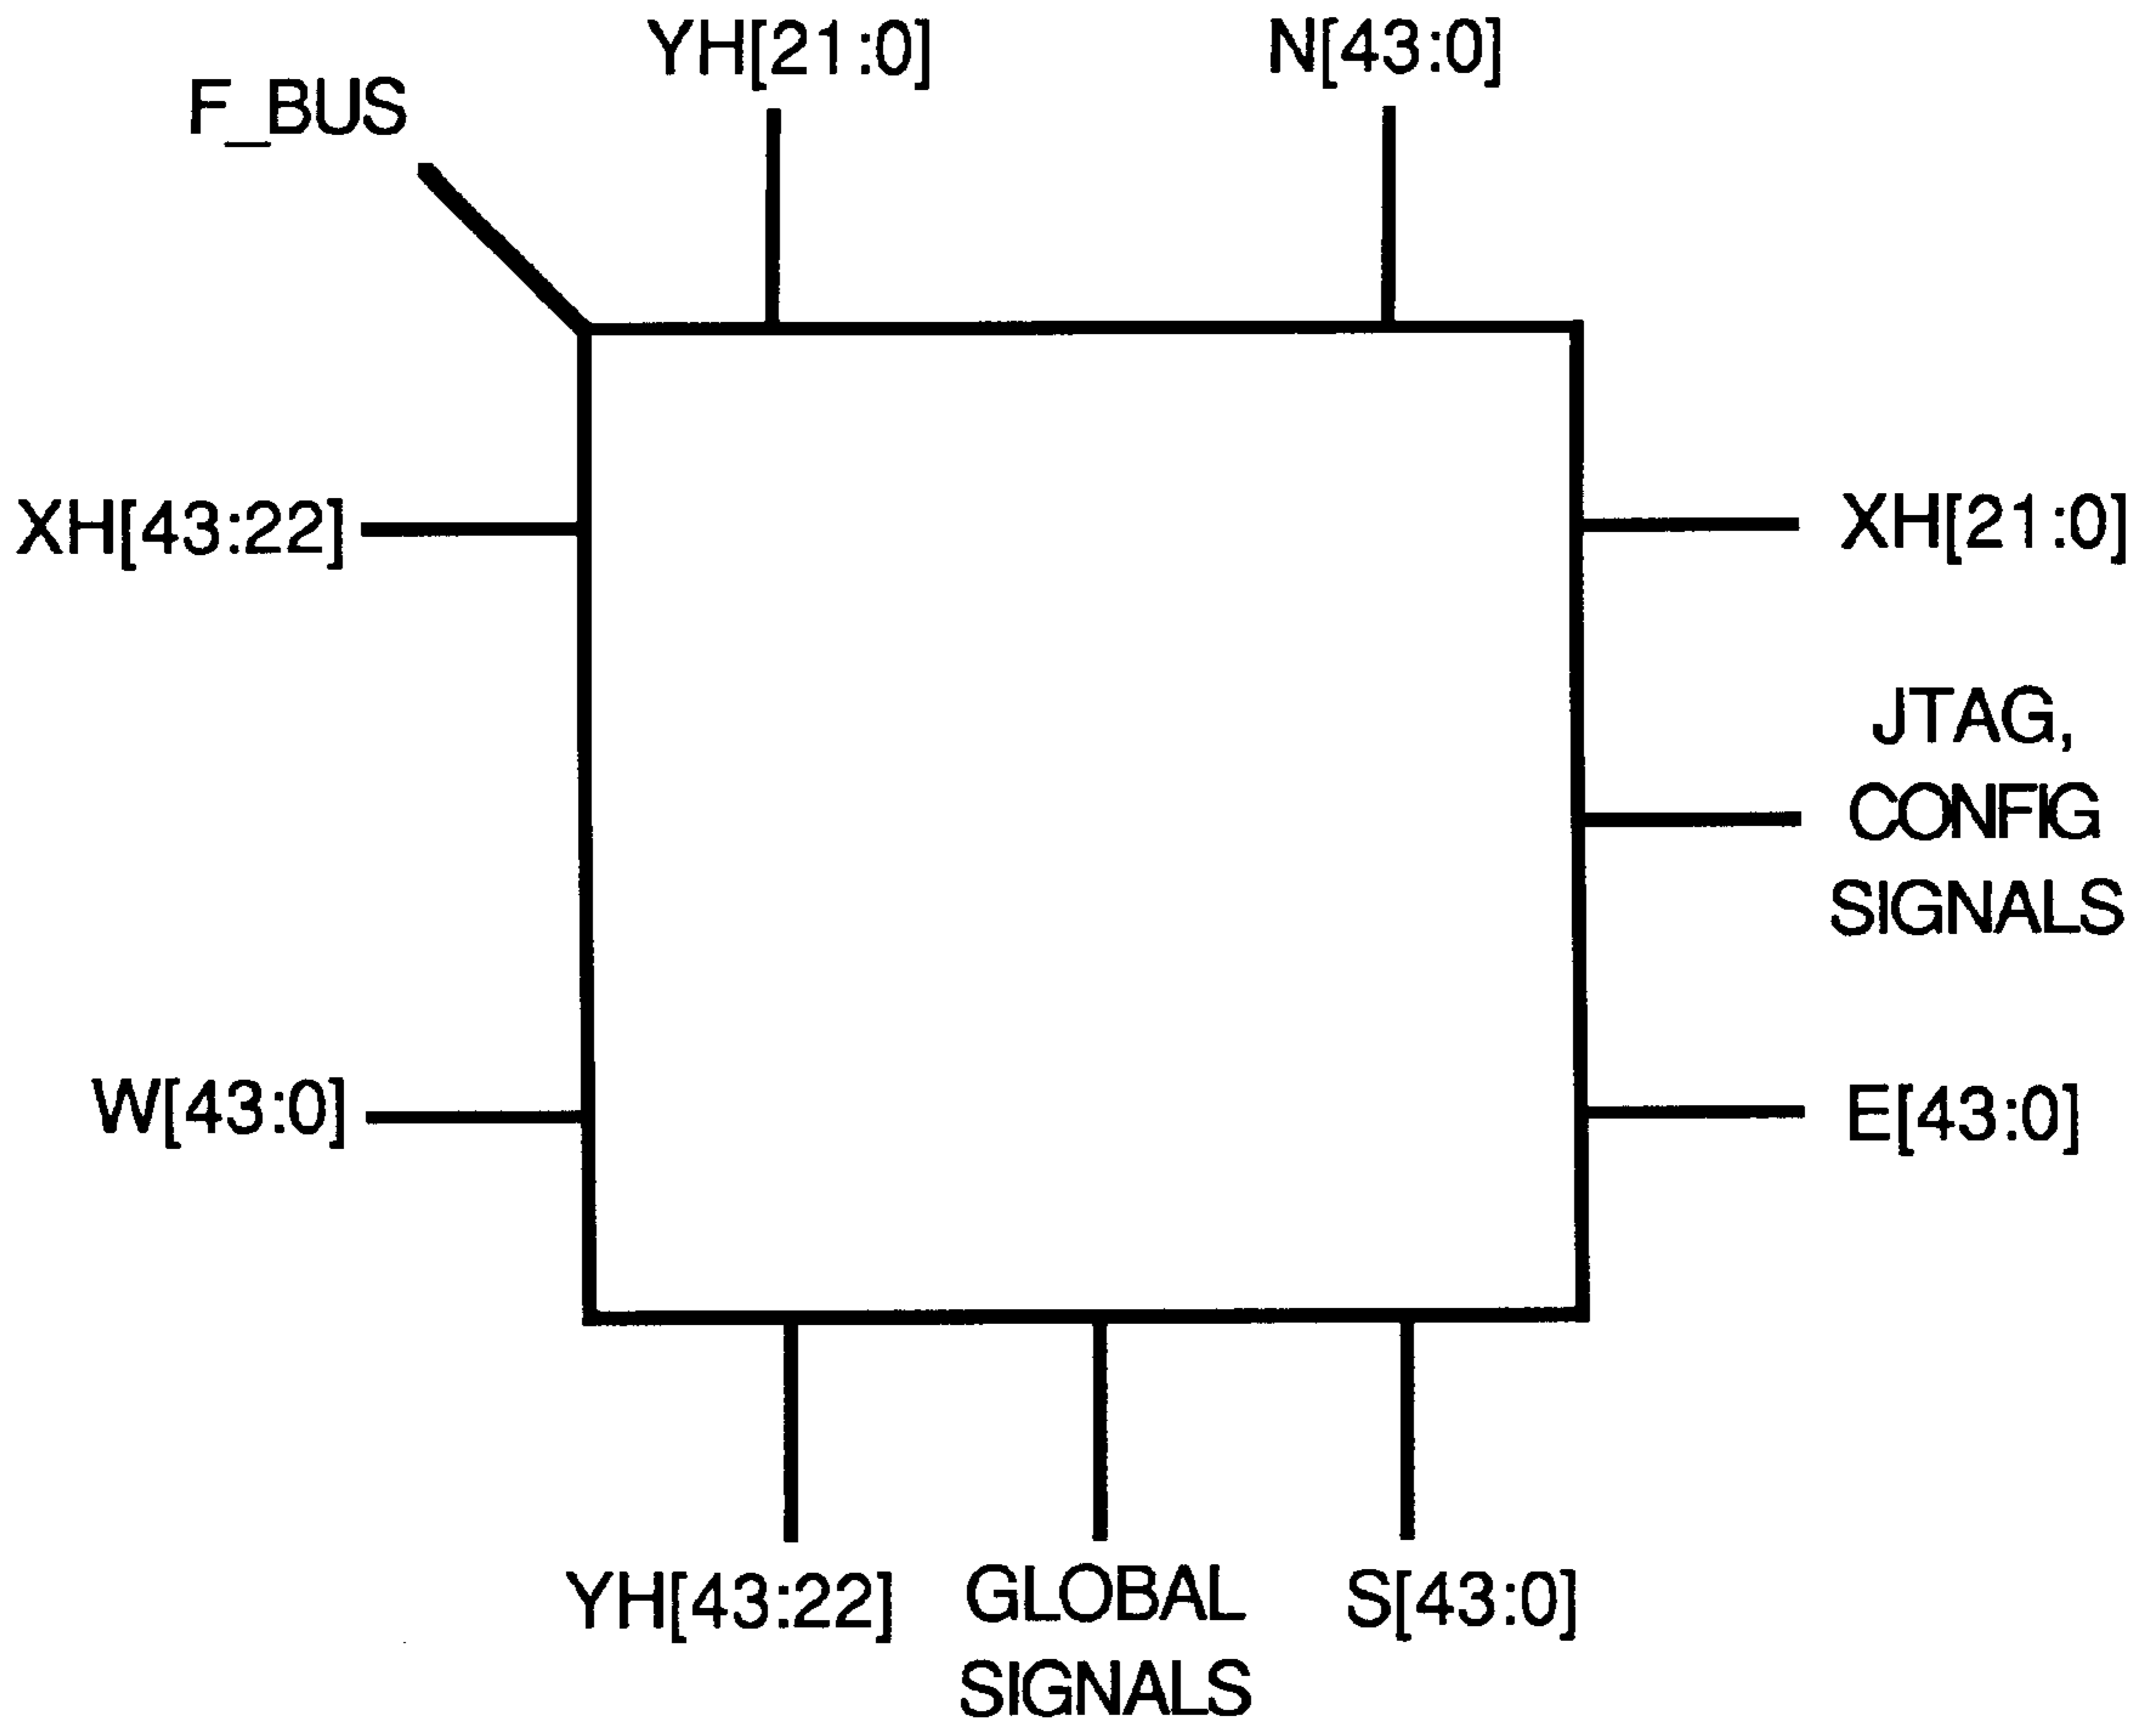 YH[21:0]
N[43:0]
F_BUS
XH[43:22]
XH[21:0]
JTAG,
CONFIG
SIGNALS
W[43:0]
E[43:0]
YH[43:22]
GLOBAL
SIGNALS
S[43:0]